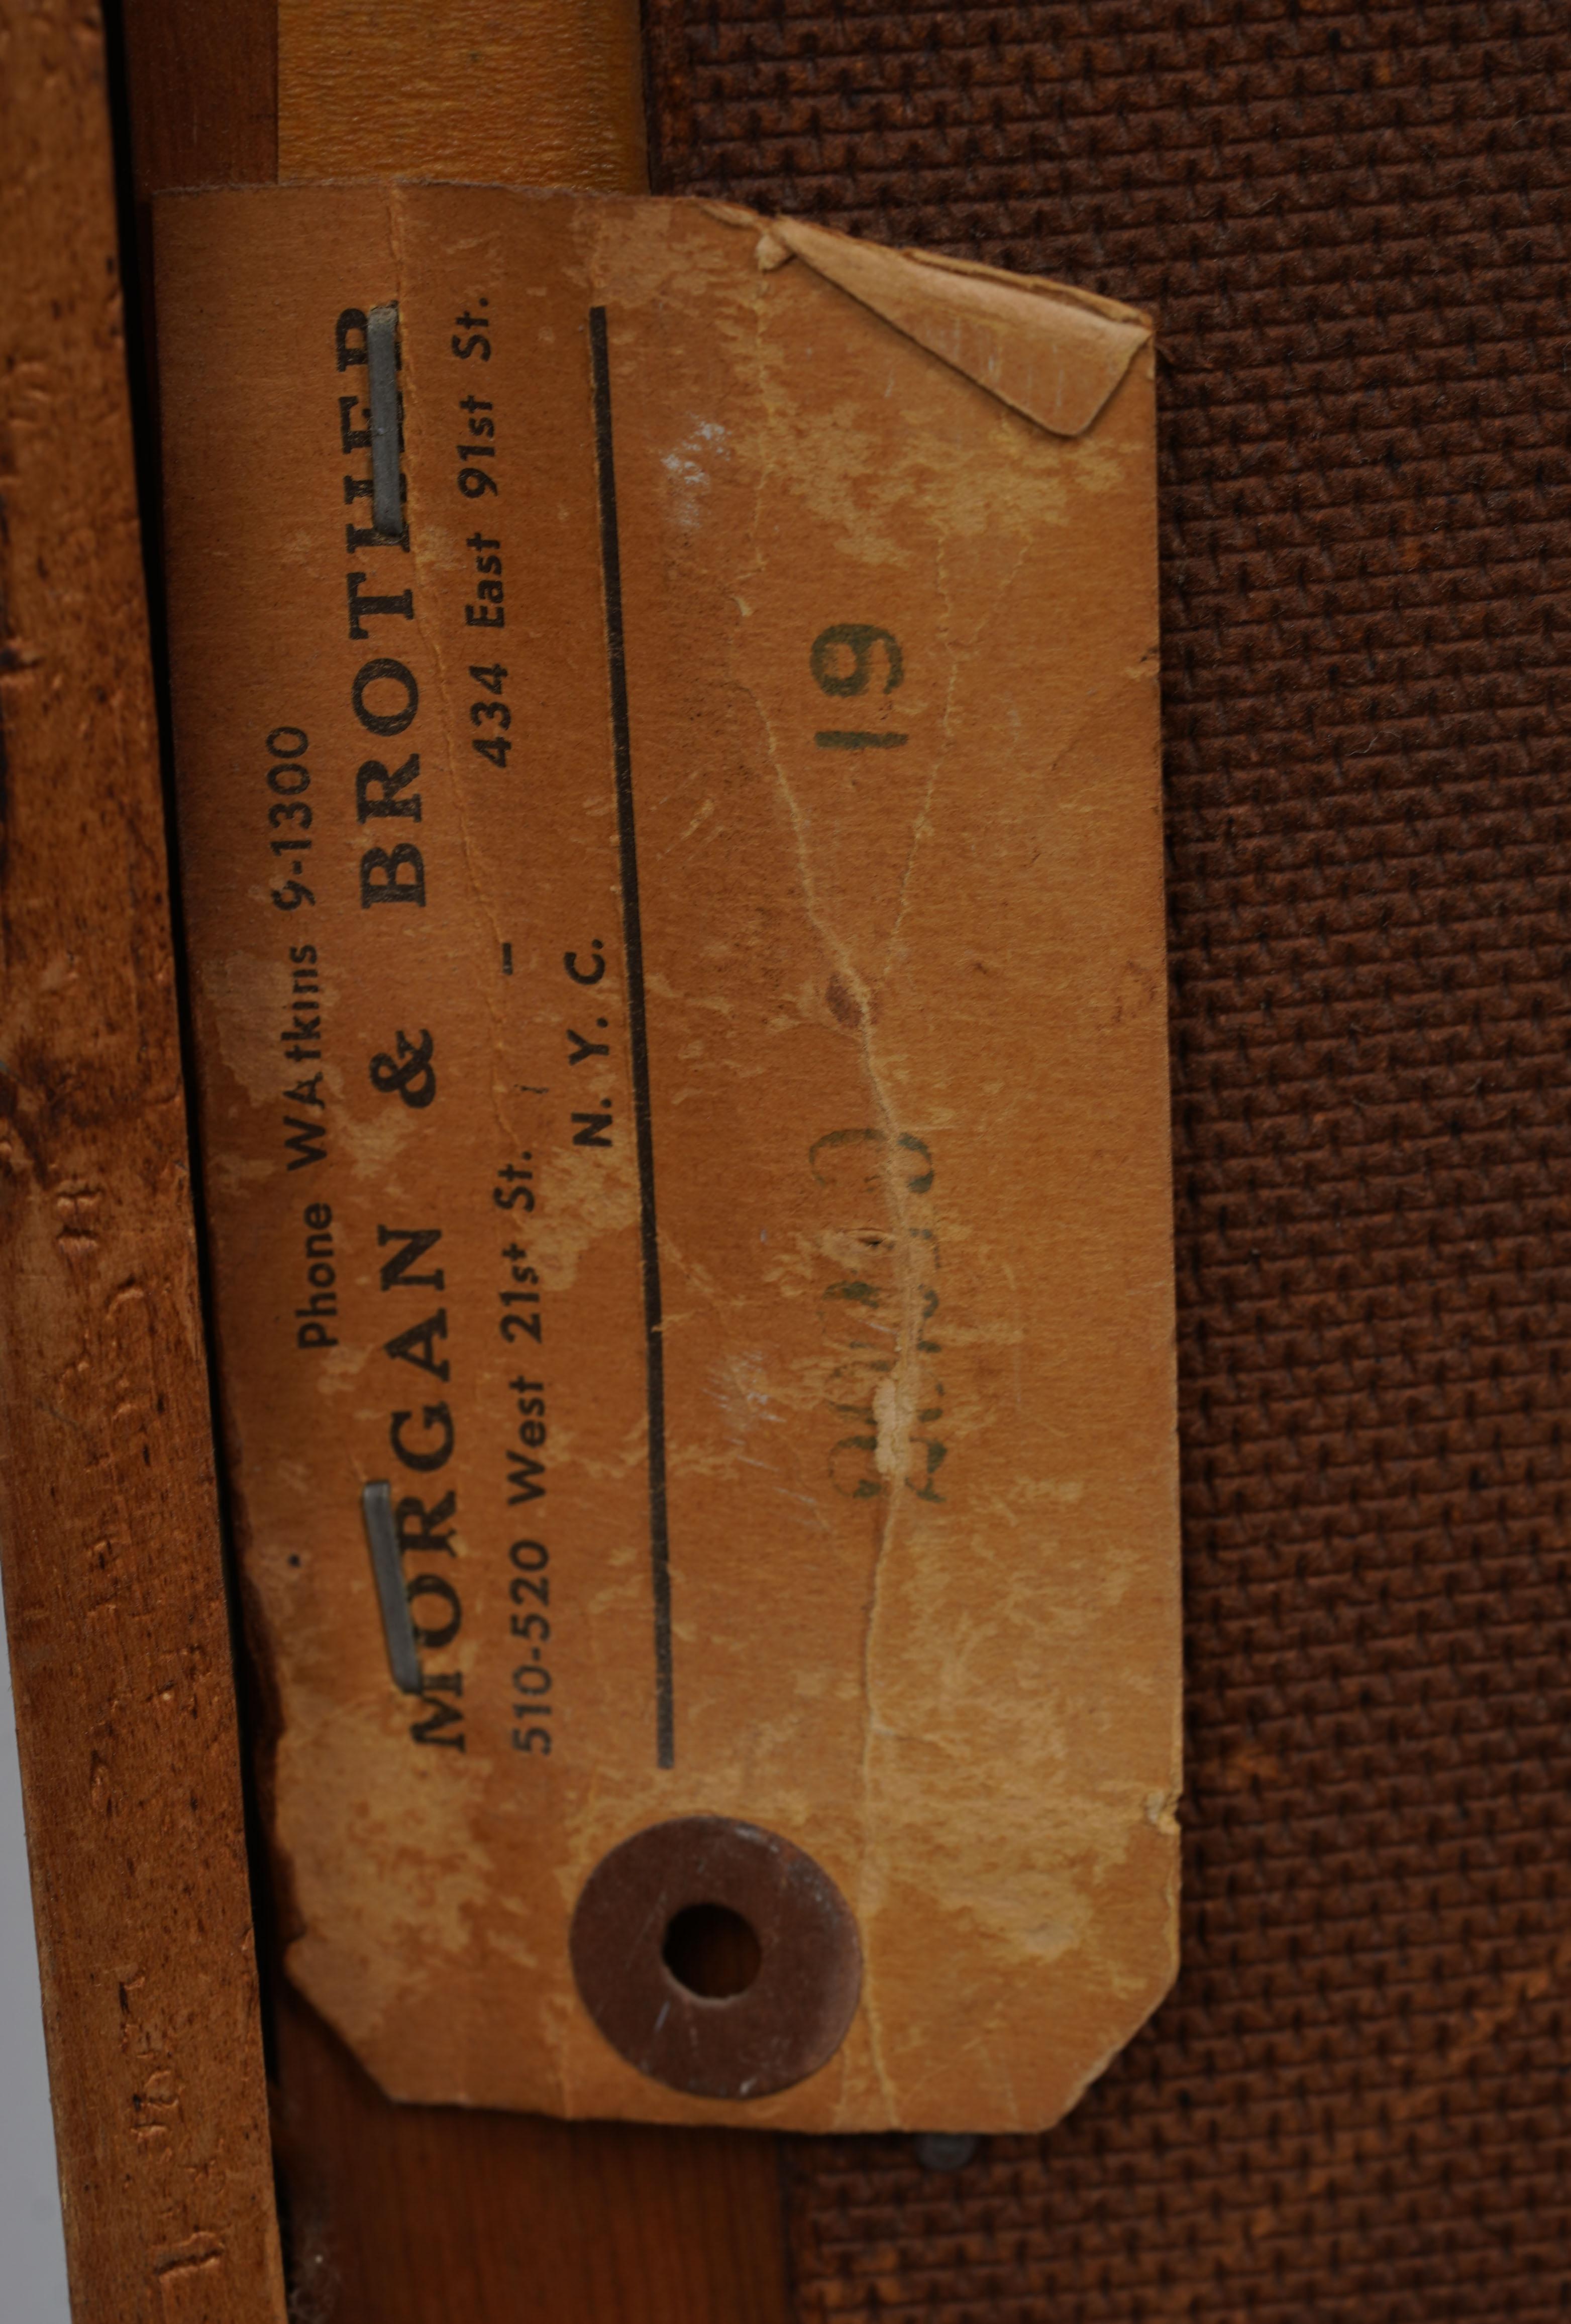 Phone WAtkins 9-1300
MORGAN & BROTHER
510-520 West 21st St. – 434 East 91st St.
N. Y. C.
19